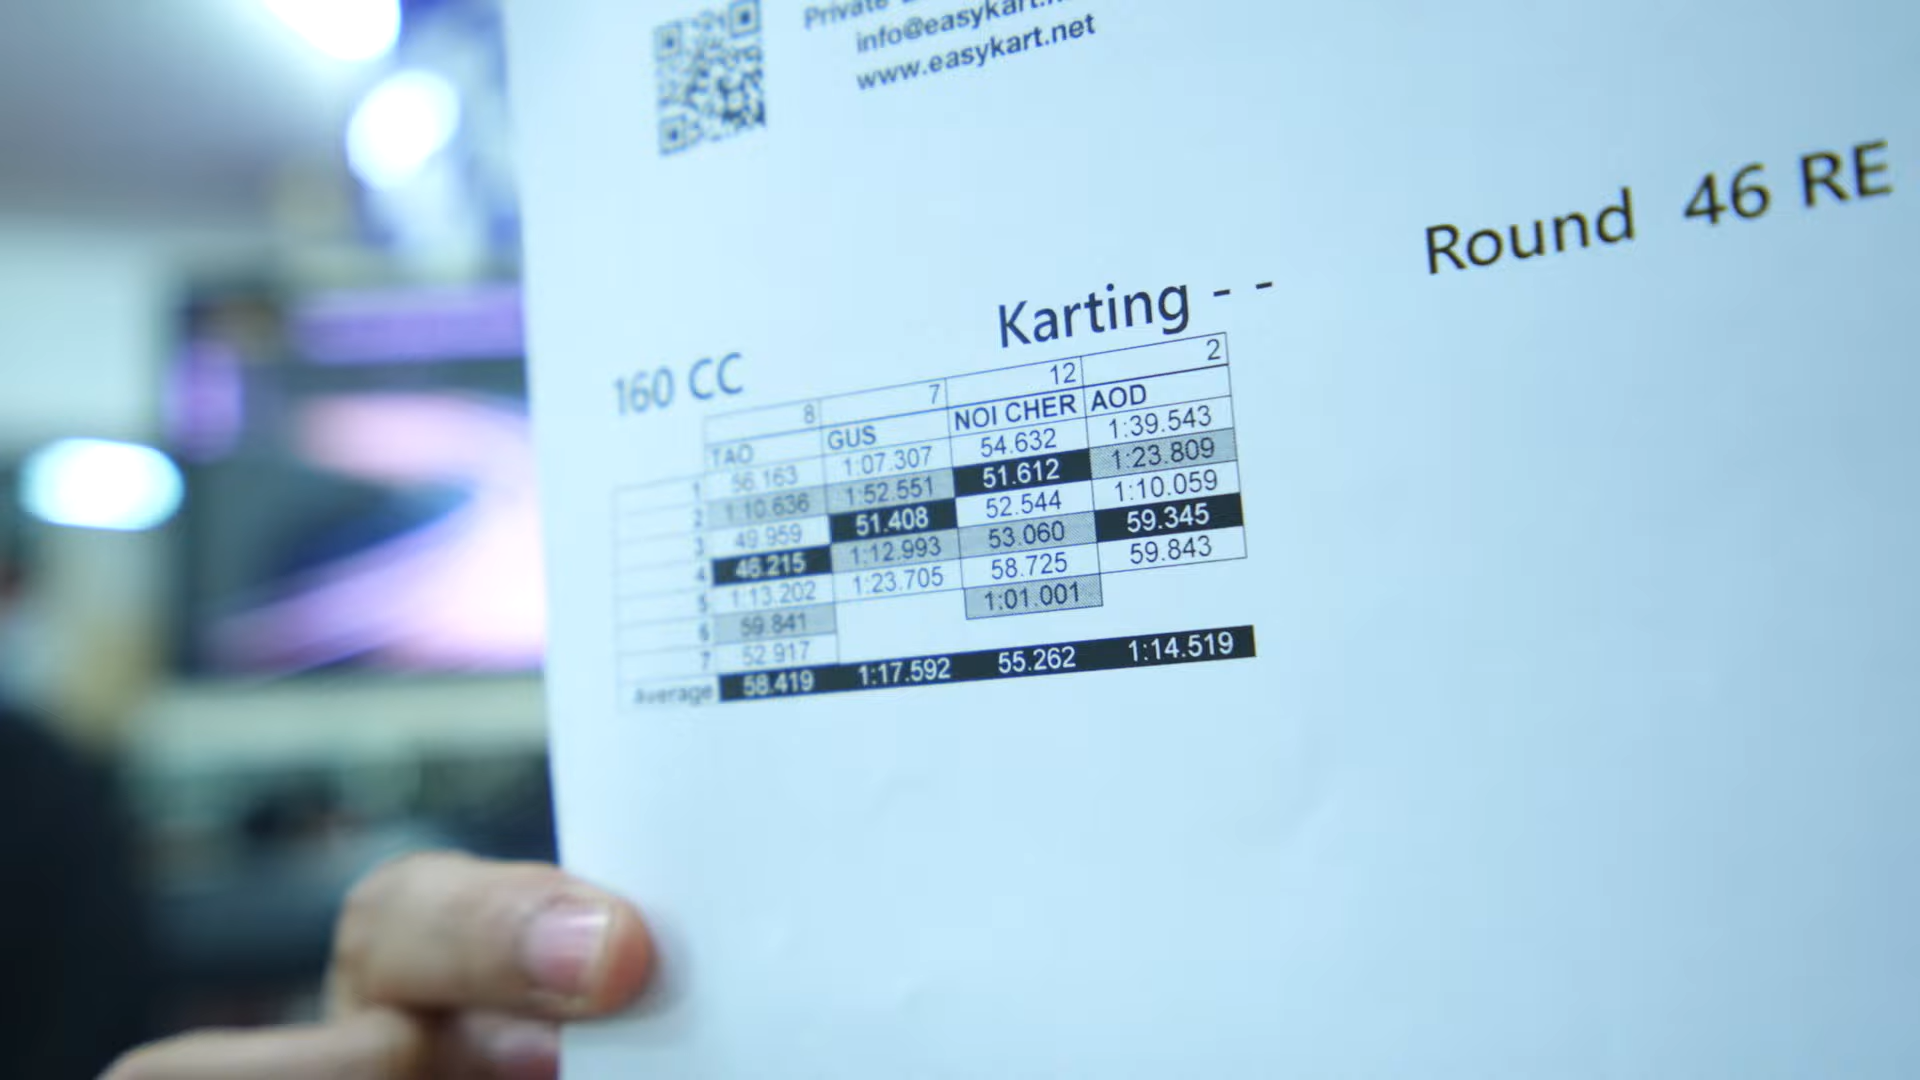 Private
info@easykart.n
www.easykart.net
Round 46 RE
Karting - -
160 CC
8 7 12 2
TAO GUS NOI CHER AOD
1 56.163 1:07.307 54.632 1:39.543
2 1:10.636 1:52.551 51.612 1:23.809
3 49.959 51.408 52.544 1:10.059
4 46.215 1:12.993 53.060 59.345
5 1:13.202 1:23.705 58.725 59.843
6 59.841 1:01.001
7 52.917
Average 58.419 1:17.592 55.262 1:14.519